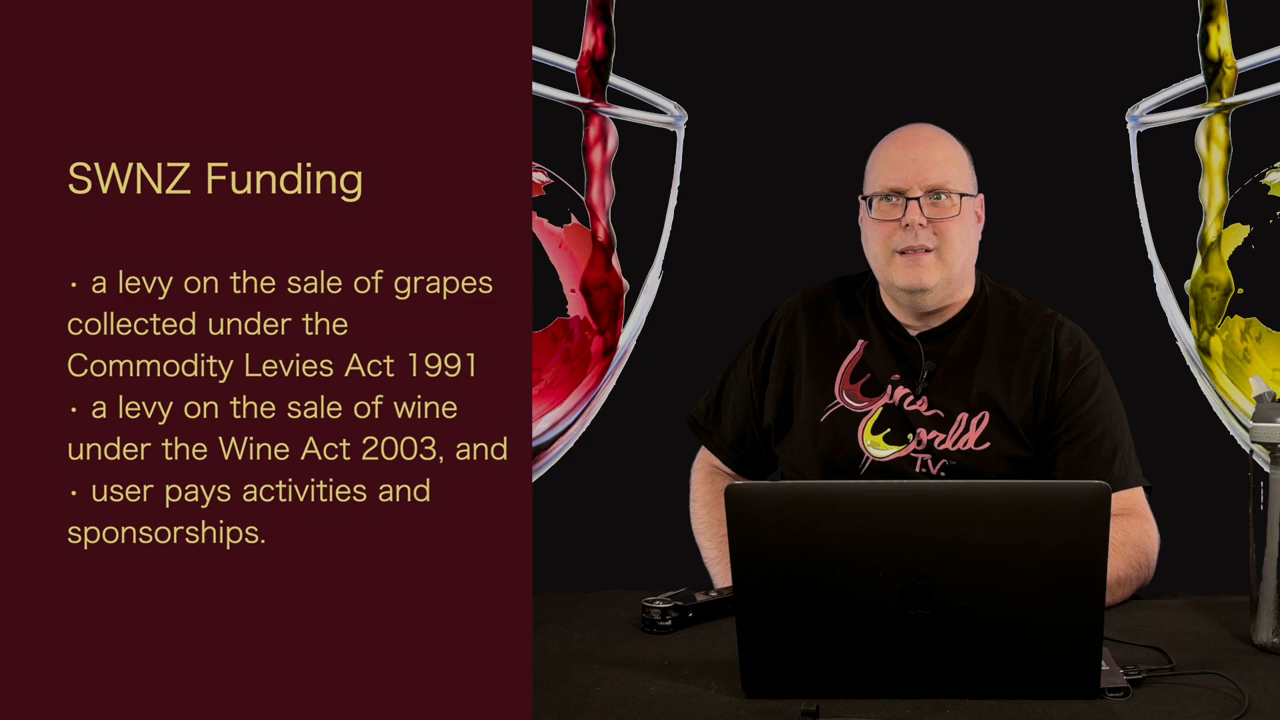 SWNZ Funding
· a levy on the sale of grapes
collected under the
Commodity Levies Act 1991
· a levy on the sale of wine
under the Wine Act 2003, and
· user pays activities and
sponsorships.
Wine
World
T.V.